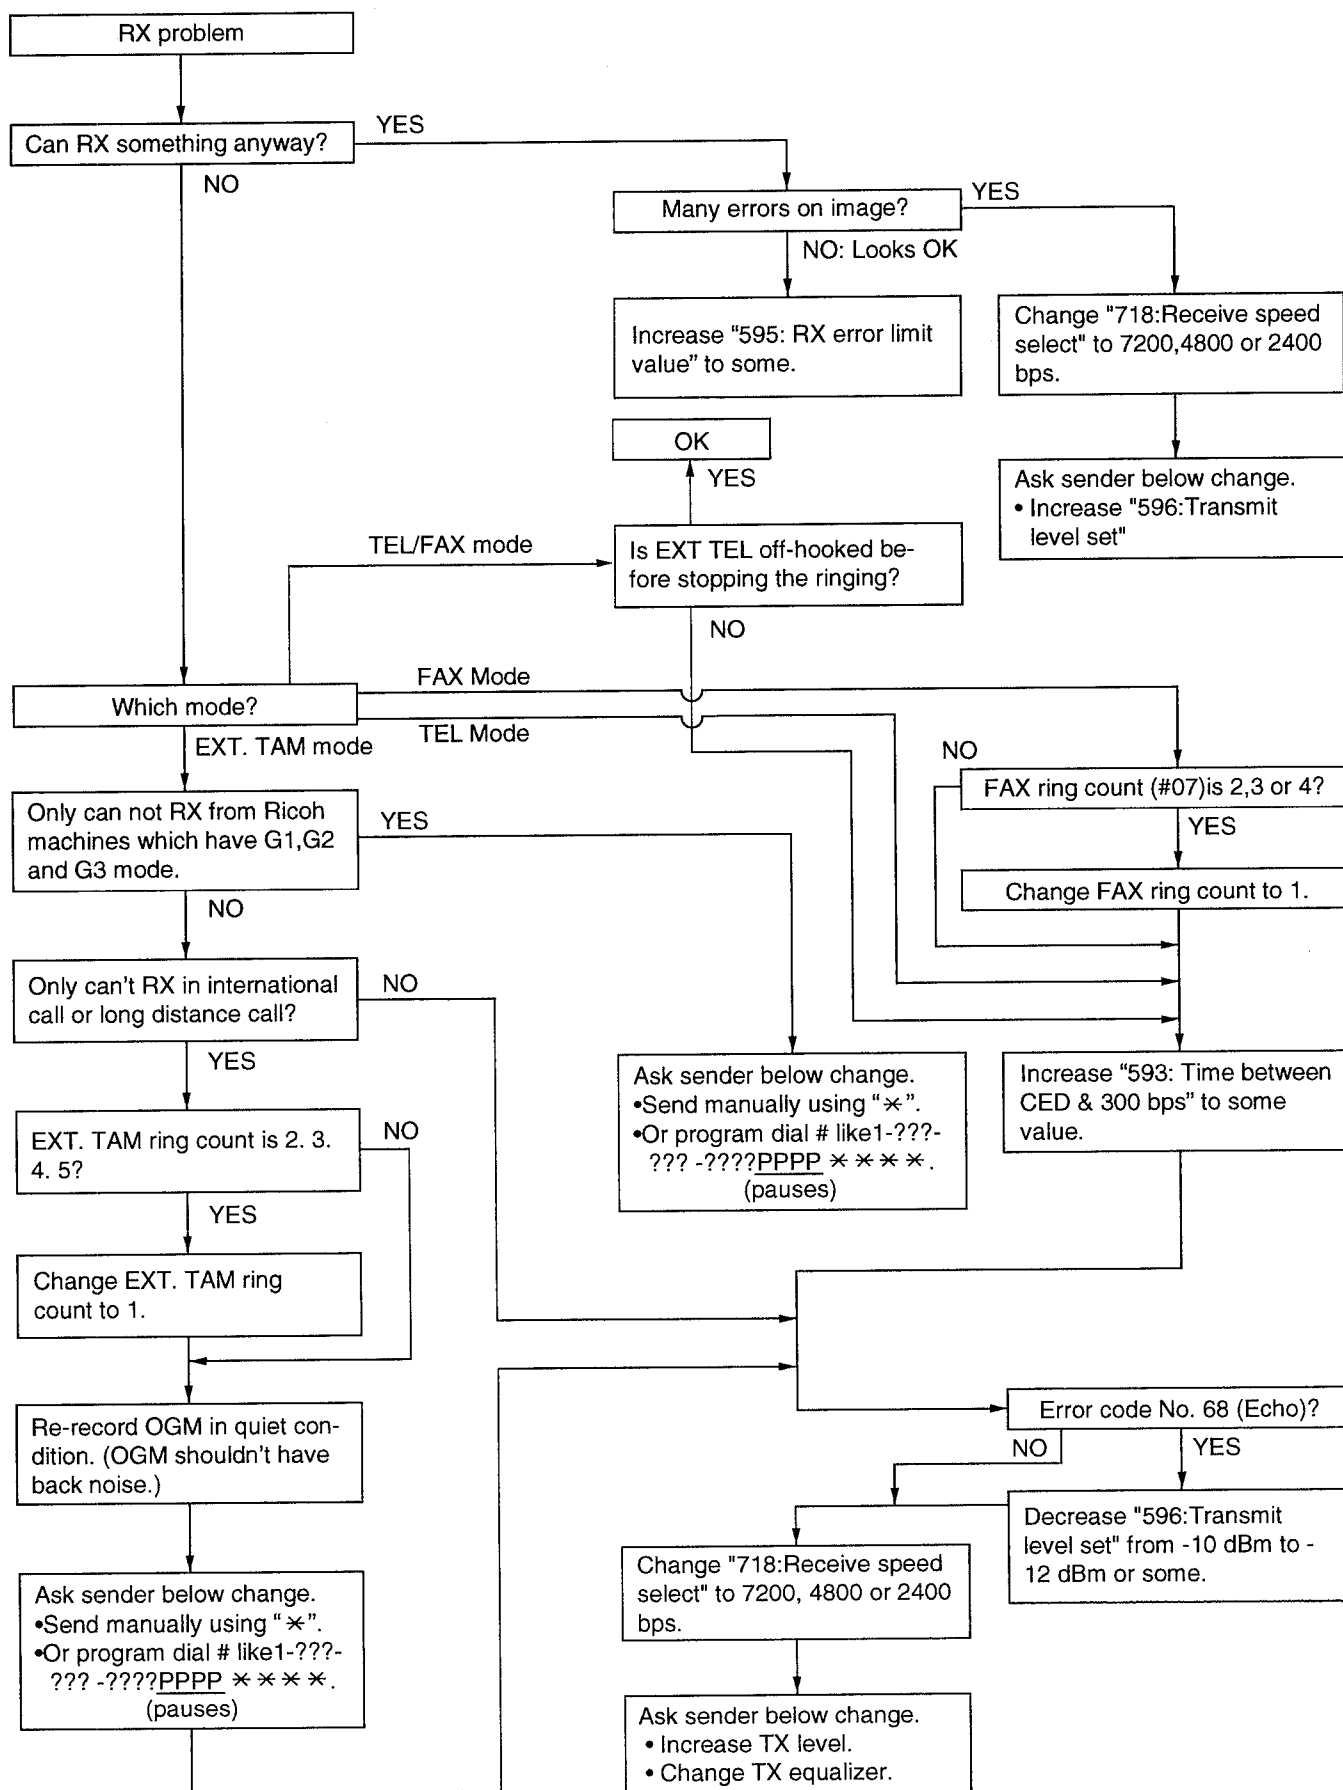 RX problem
Can RX something anyway?
YES
NO
Many errors on image?
YES
NO: Looks OK
Increase "595: RX error limit
value" to some.
Change "718:Receive speed
select" to 7200,4800 or 2400
bps.
Ask sender below change.
• Increase "596:Transmit
level set"
OK
YES
TEL/FAX mode
Is EXT TEL off-hooked be-
fore stopping the ringing?
NO
Which mode?
FAX Mode
TEL Mode
EXT. TAM mode
NO
FAX ring count (#07)is 2,3 or 4?
YES
Change FAX ring count to 1.
Only can not RX from Ricoh
machines which have G1,G2
and G3 mode.
YES
NO
Only can't RX in international
call or long distance call?
NO
YES
Ask sender below change.
•Send manually using "✳".
•Or program dial # like1-???-
??? -????PPPP ✳✳✳✳.
(pauses)
Increase "593: Time between
CED & 300 bps" to some
value.
EXT. TAM ring count is 2. 3.
4. 5?
NO
YES
Change EXT. TAM ring
count to 1.
Re-record OGM in quiet con-
dition. (OGM shouldn't have
back noise.)
Error code No. 68 (Echo)?
NO
YES
Decrease "596:Transmit
level set" from -10 dBm to -
12 dBm or some.
Change "718:Receive speed
select" to 7200, 4800 or 2400
bps.
Ask sender below change.
•Send manually using "✳".
•Or program dial # like1-???-
??? -????PPPP ✳✳✳✳.
(pauses)
Ask sender below change.
• Increase TX level.
• Change TX equalizer.